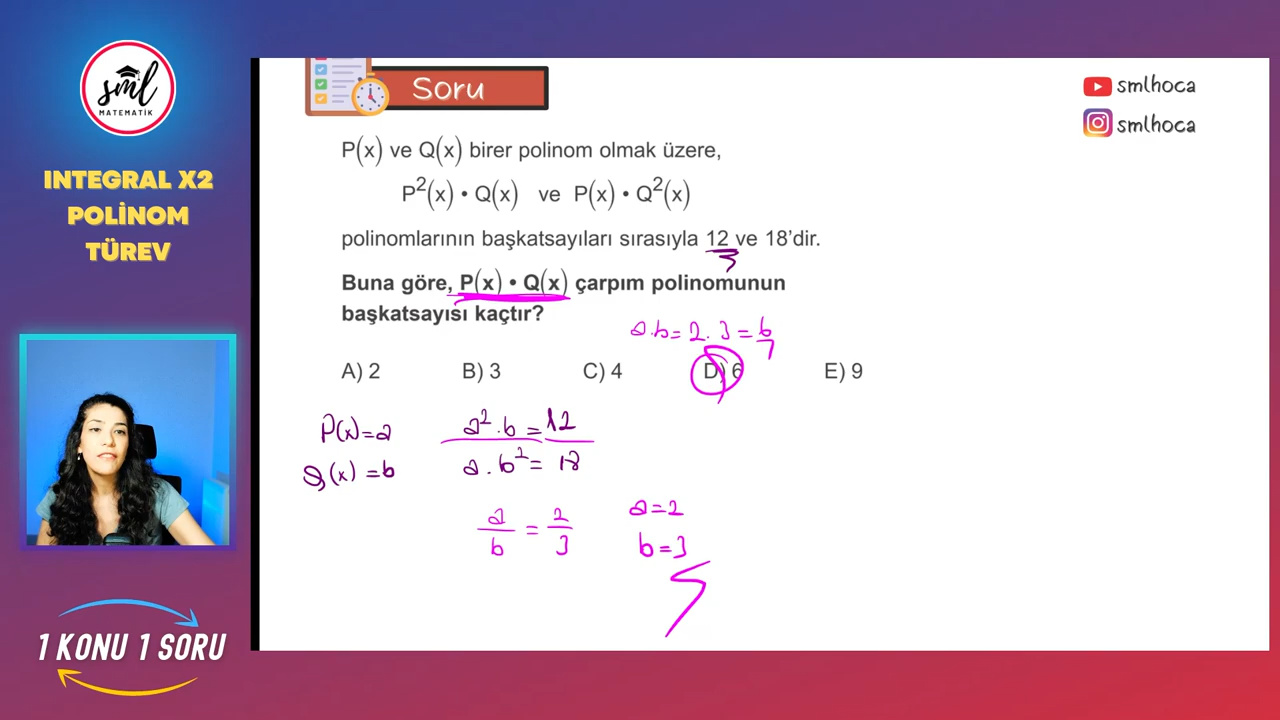 sml
MATEMATİK
INTEGRAL X2
POLİNOM
TÜREV
1 KONU 1 SORU
Soru
smlhoca
smlhoca
P(x) ve Q(x) birer polinom olmak üzere,
P²(x) • Q(x) ve P(x) • Q²(x)
polinomlarının başkatsayıları sırasıyla 12 ve 18'dir.
Buna göre, P(x) • Q(x) çarpım polinomunun
başkatsayısı kaçtır?
a.b = 2.3 = 6
A) 2 B) 3 C) 4 D) 6 E) 9
P(x)=a
Q(x)=b
a².b = 12
a.b² = 18
a/b = 2/3
a=2
b=3